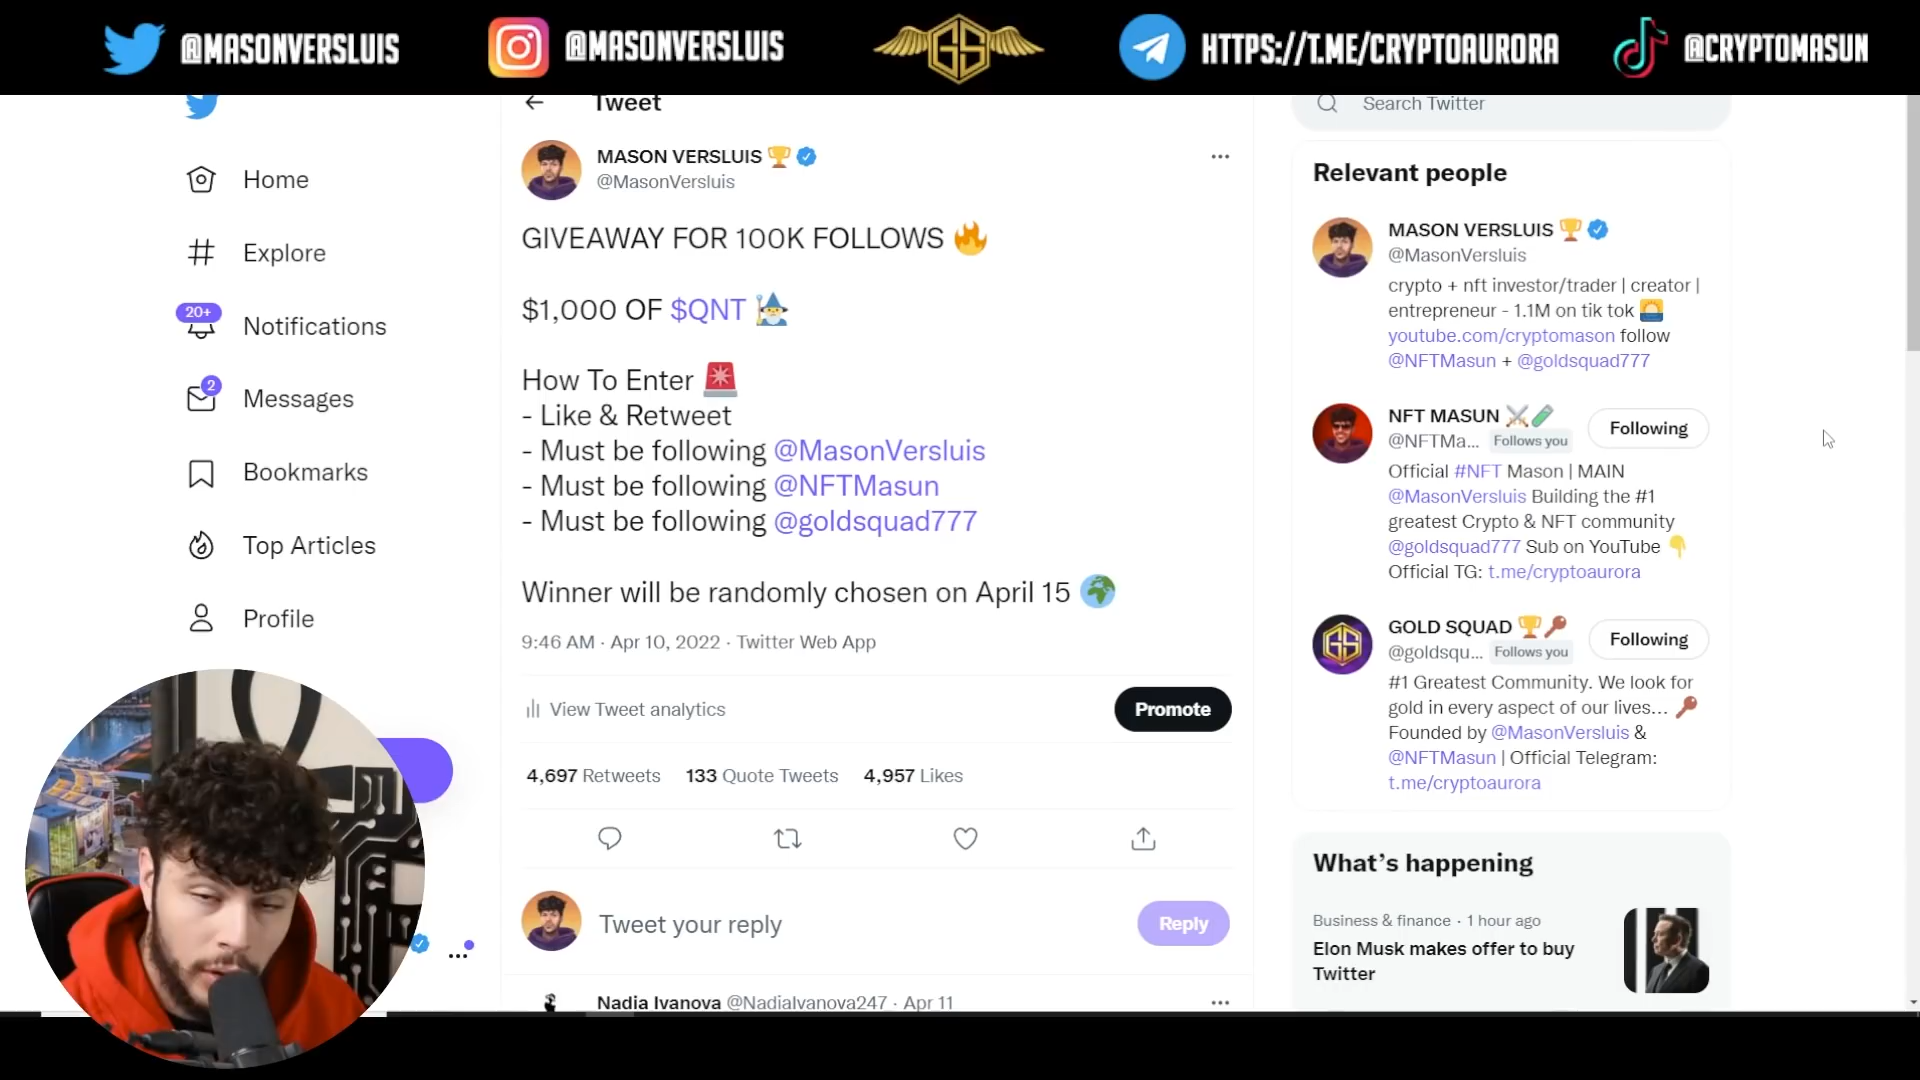 @MASONVERSLUIS
@MASONVERSLUIS
GS
HTTPS://T.ME/CRYPTOAURORA
@CRYPTOMASUN
Home
Explore
20+
Notifications
2
Messages
Bookmarks
Top Articles
Profile
Tweet
MASON VERSLUIS
@MasonVersluis
GIVEAWAY FOR 100K FOLLOWS
$1,000 OF $QNT
How To Enter
- Like & Retweet
- Must be following @MasonVersluis
- Must be following @NFTMasun
- Must be following @goldsquad777
Winner will be randomly chosen on April 15
9:46 AM · Apr 10, 2022 · Twitter Web App
View Tweet analytics
Promote
4,697 Retweets 133 Quote Tweets 4,957 Likes
Tweet your reply
Reply
Nadia Ivanova @NadiaIvanova247 · Apr 11
Search Twitter
Relevant people
MASON VERSLUIS
@MasonVersluis
crypto + nft investor/trader | creator |
entrepreneur - 1.1M on tik tok
youtube.com/cryptomason follow
@NFTMasun + @goldsquad777
NFT MASUN
@NFTMa... Follows you
Following
Official #NFT Mason | MAIN
@MasonVersluis Building the #1
greatest Crypto & NFT community
@goldsquad777 Sub on YouTube
Official TG: t.me/cryptoaurora
GS
GOLD SQUAD
@goldsqu... Follows you
Following
#1 Greatest Community. We look for
gold in every aspect of our lives...
Founded by @MasonVersluis &
@NFTMasun | Official Telegram:
t.me/cryptoaurora
What's happening
Business & finance · 1 hour ago
Elon Musk makes offer to buy
Twitter